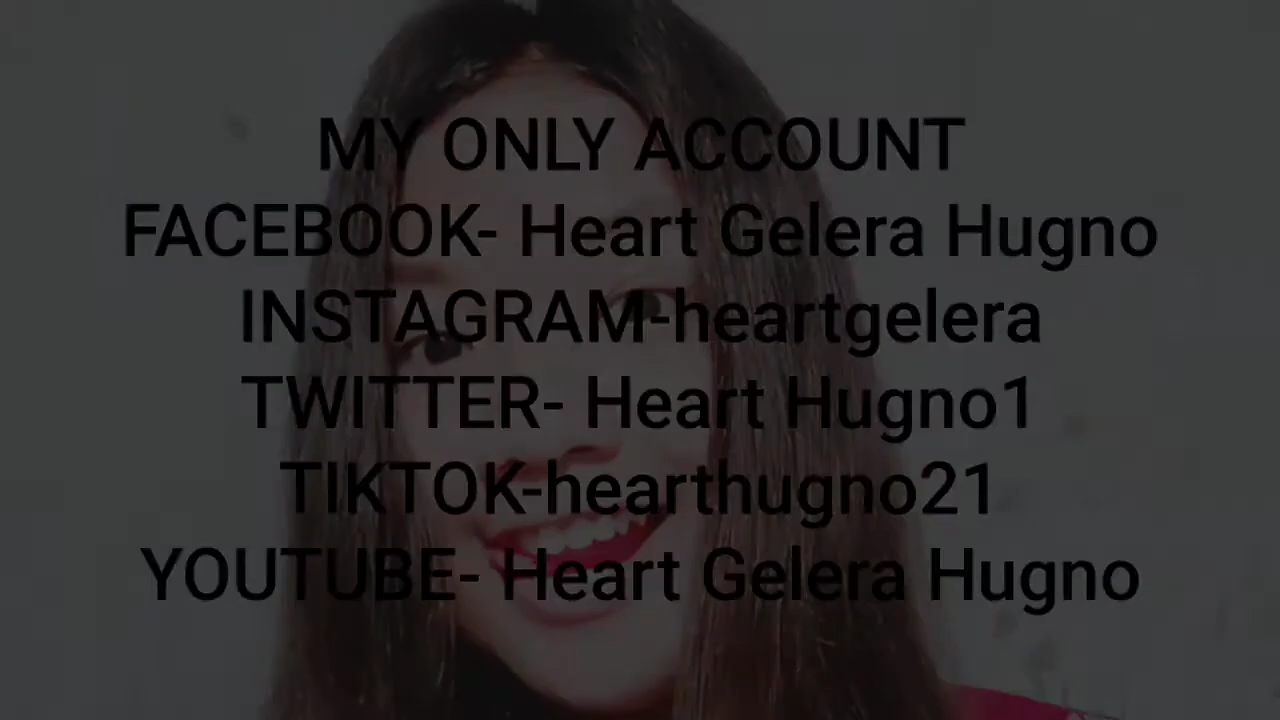 MY ONLY ACCOUNT
FACEBOOK- Heart Gelera Hugno
INSTAGRAM-heartgelera
TWITTER- Heart Hugno1
TIKTOK-hearthugno21
YOUTUBE- Heart Gelera Hugno